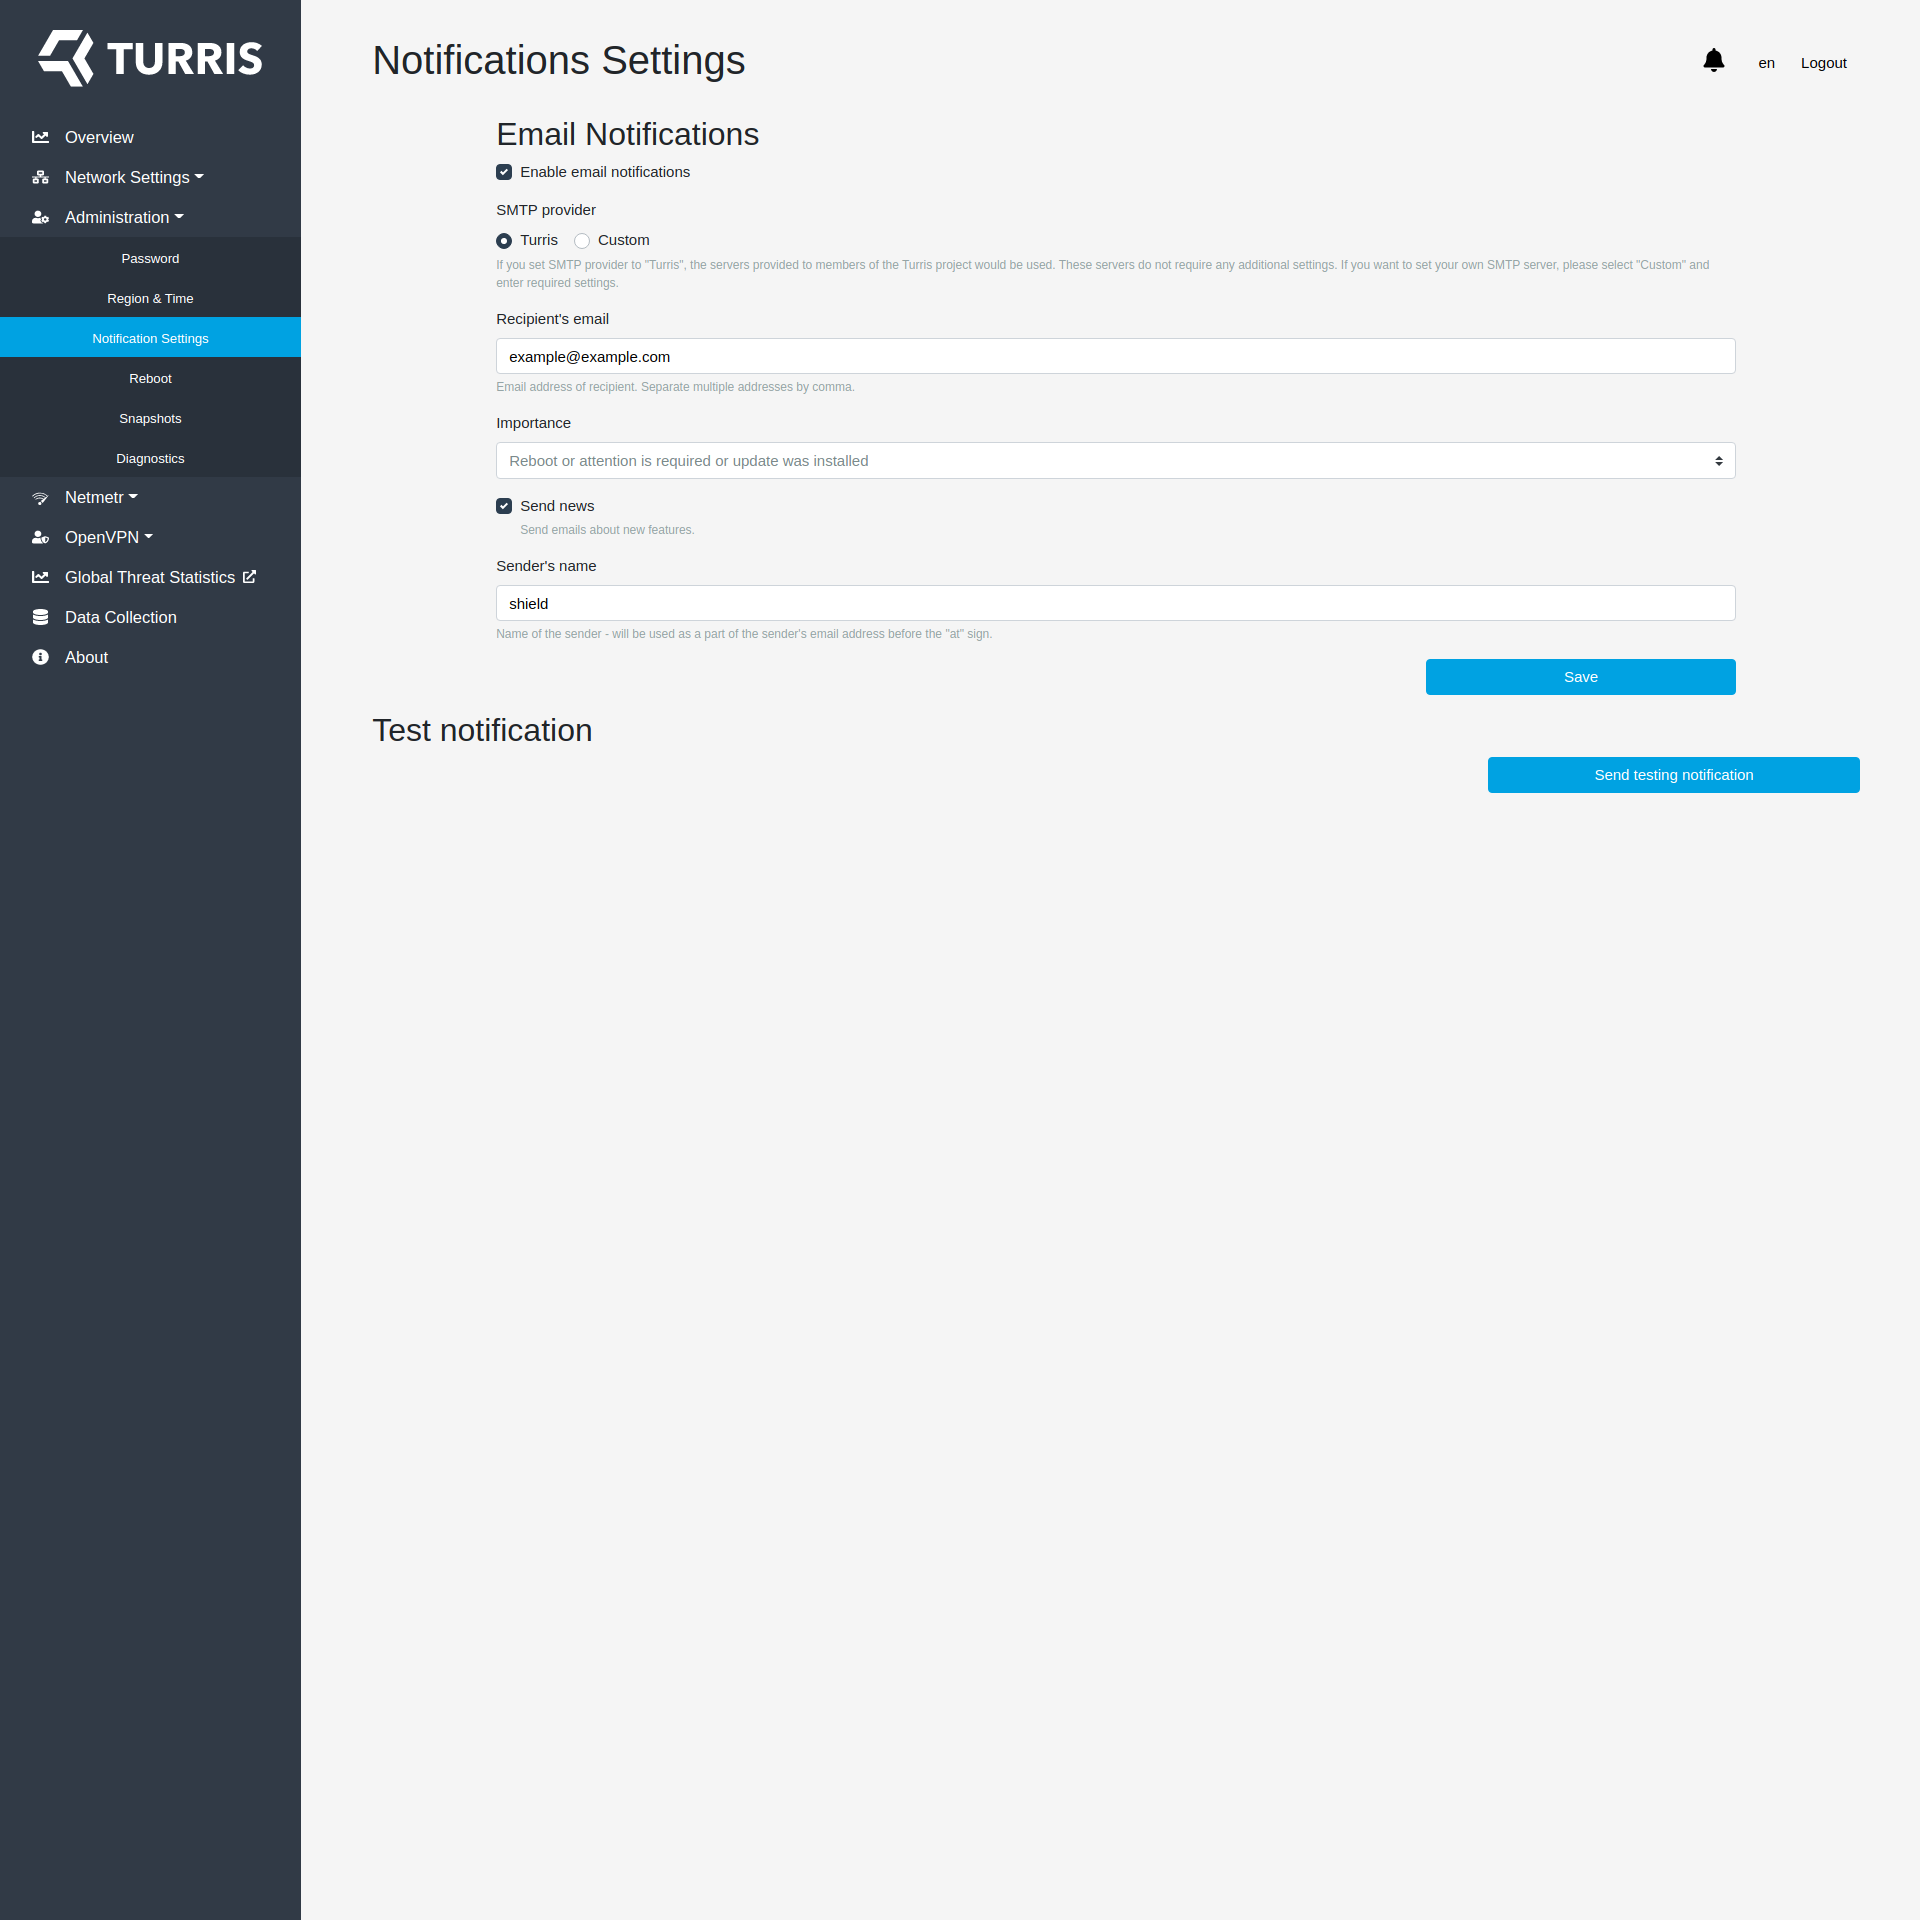 TURRIS
Overview
Network Settings
Administration
Password
Region & Time
Notification Settings
Reboot
Snapshots
Diagnostics
Netmetr
OpenVPN
Global Threat Statistics
Data Collection
About
Notifications Settings
en
Logout
Email Notifications
Enable email notifications
SMTP provider
Turris
Custom
If you set SMTP provider to "Turris", the servers provided to members of the Turris project would be used. These servers do not require any additional settings. If you want to set your own SMTP server, please select "Custom" and
enter required settings.
Recipient's email
example@example.com
Email address of recipient. Separate multiple addresses by comma.
Importance
Reboot or attention is required or update was installed
Send news
Send emails about new features.
Sender's name
shield
Name of the sender - will be used as a part of the sender's email address before the "at" sign.
Save
Test notification
Send testing notification